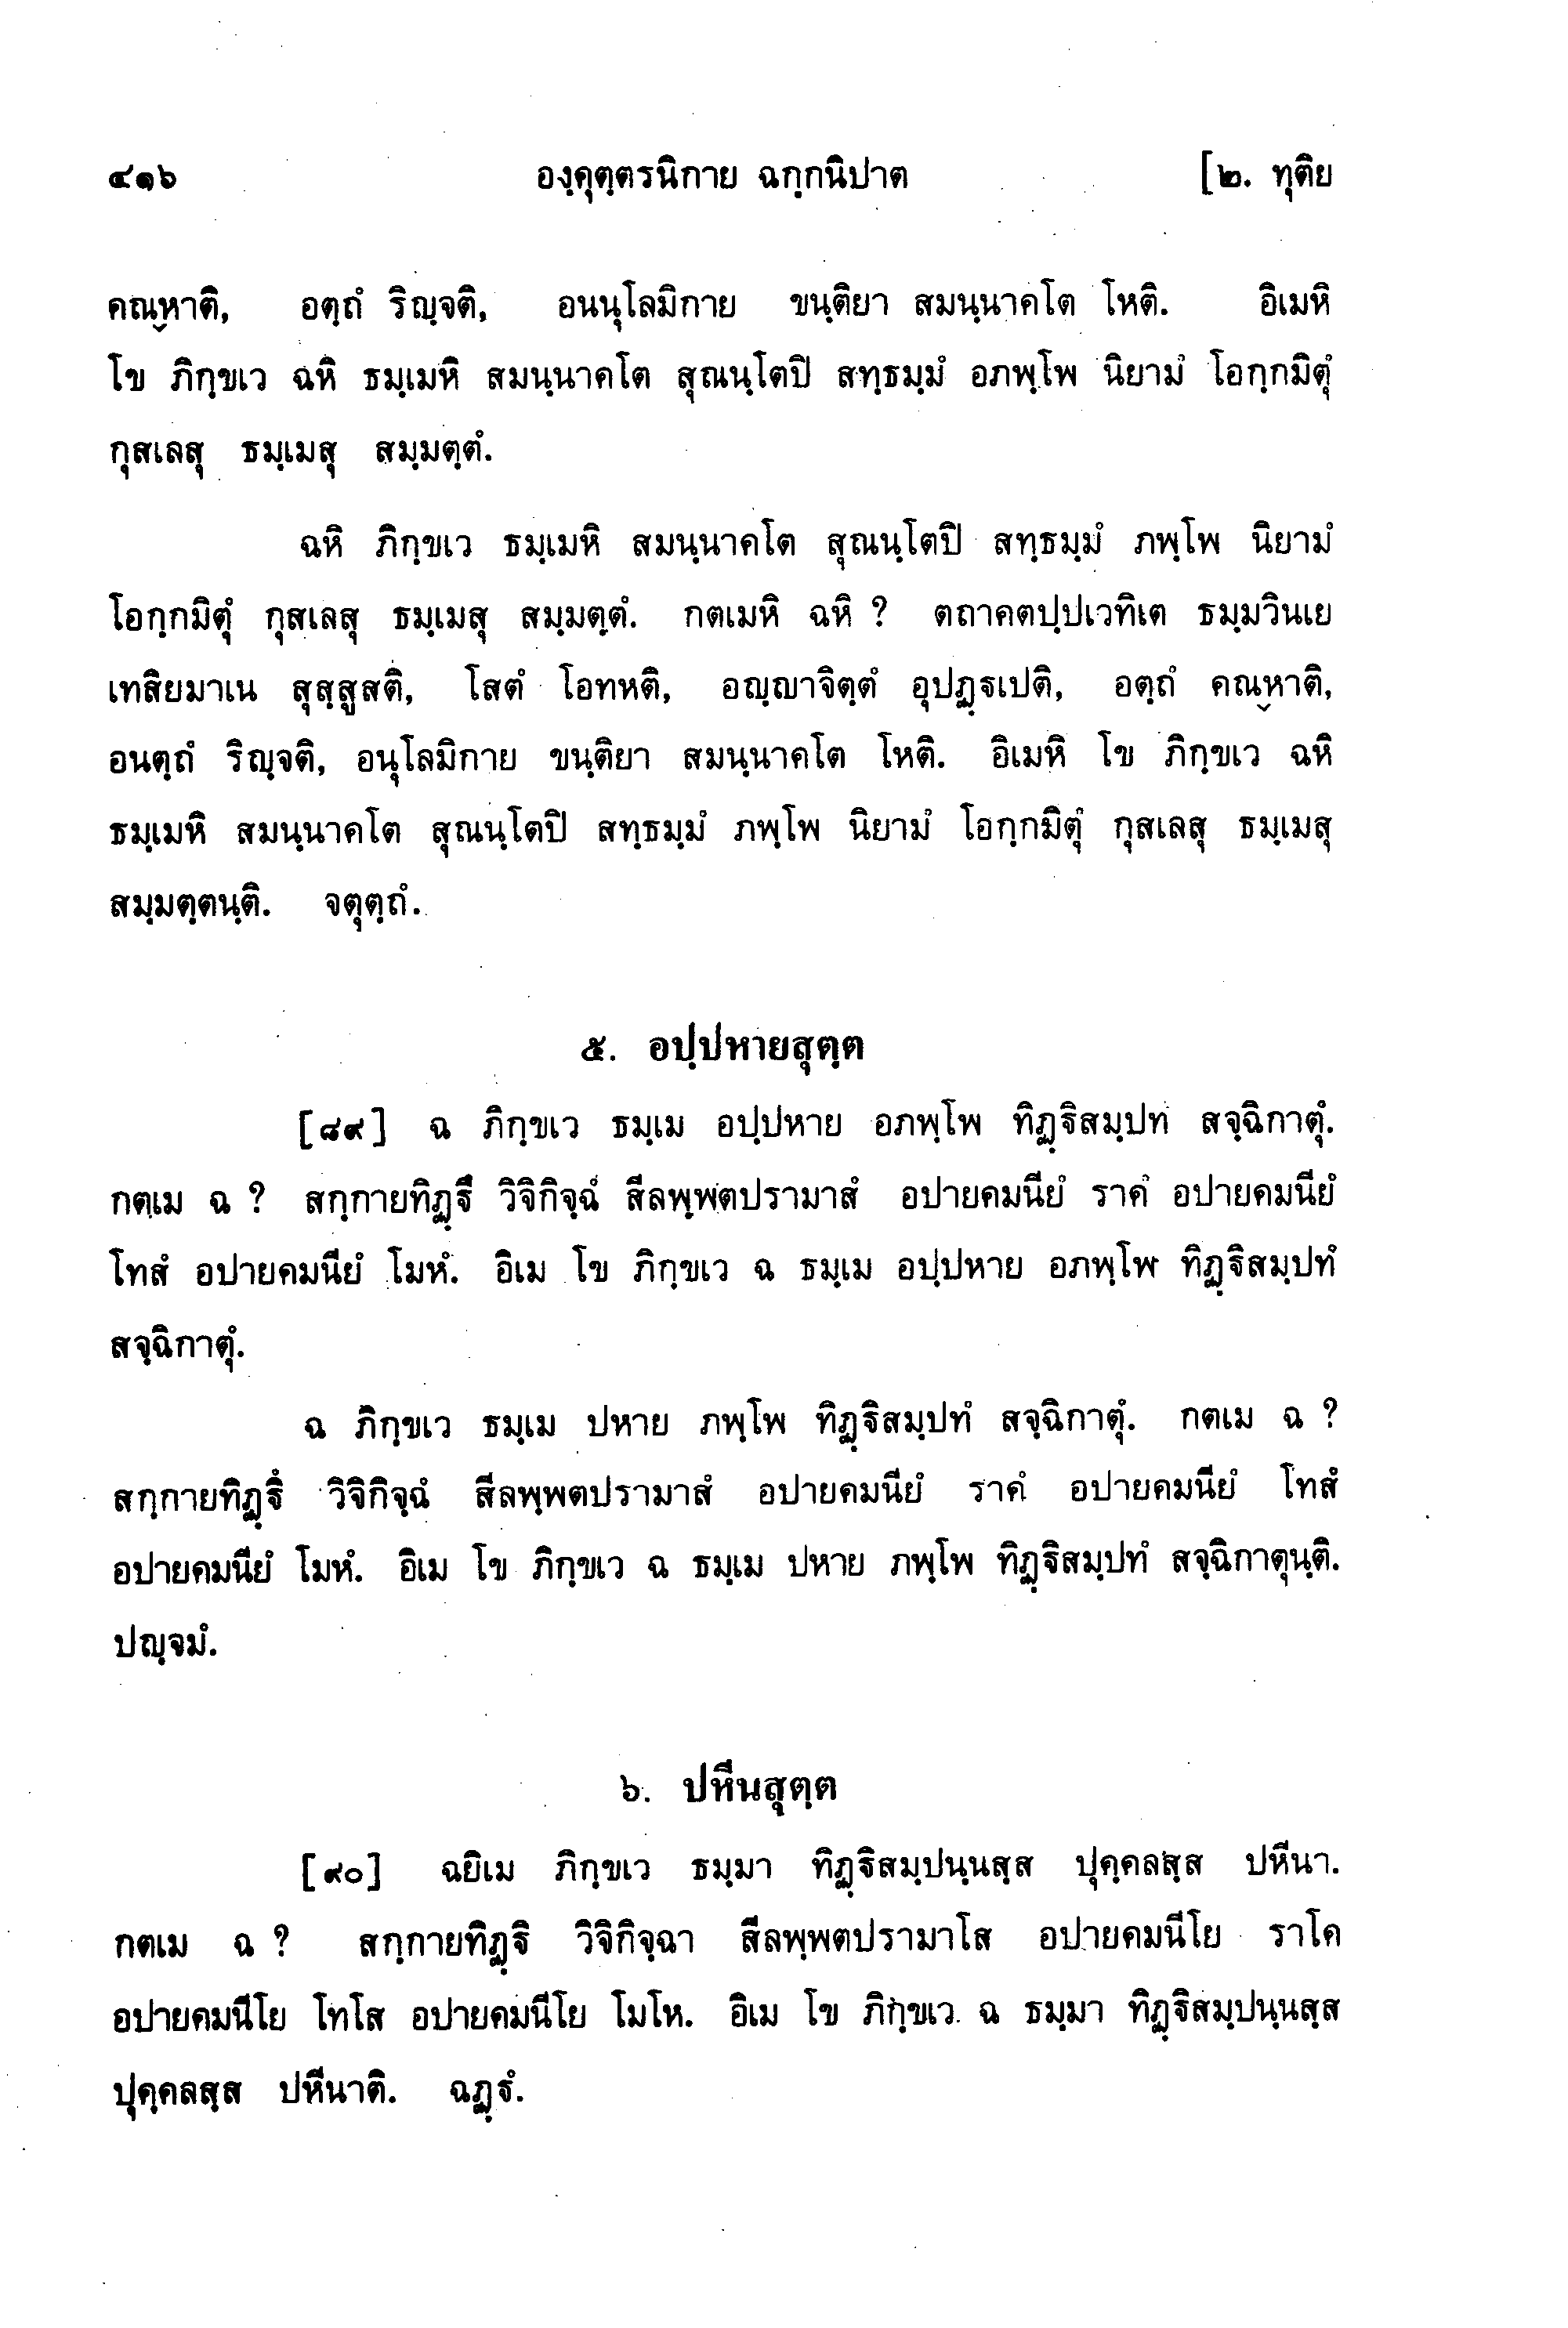 ๔๑๖ องฺคุตฺตรนิกาย ฉกฺกนิปาต [๒. ทุติย
คณฺหาติ, อตฺถํ ริญฺจติ, อนนุโลมิกาย ขนฺติยา สมนฺนาคโต โหติ. อิเมหิ
โข ภิกฺขเว ฉหิ ธมฺเมหิ สมนฺนาคโต สุณนฺโตปิ สทฺธมฺมํ อภพฺโพ นิยามํ โอกฺกมิตุํ
กุสเลสุ ธมฺเมสุ สมฺมตฺตํ.
ฉหิ ภิกฺขเว ธมฺเมหิ สมนฺนาคโต สุณนฺโตปิ สทฺธมฺมํ ภพฺโพ นิยามํ
โอกฺกมิตุํ กุสเลสุ ธมฺเมสุ สมฺมตฺตํ. กตเมหิ ฉหิ ? ตถาคตปฺปเวทิเต ธมฺมวินเย
เทสิยมาเน สุสฺสูสติ, โสตํ โอทหติ, อญฺญาจิตฺตํ อุปฏฺฐเปติ, อตฺถํ คณฺหาติ,
อนตฺถํ ริญฺจติ, อนุโลมิกาย ขนฺติยา สมนฺนาคโต โหติ. อิเมหิ โข ภิกฺขเว ฉหิ
ธมฺเมหิ สมนฺนาคโต สุณนฺโตปิ สทฺธมฺมํ ภพฺโพ นิยามํ โอกฺกมิตุํ กุสเลสุ ธมฺเมสุ
สมฺมตฺตนฺติ. จตุตฺถํ.
๕. อปฺปหายสุตฺต
[๘๙] ฉ ภิกฺขเว ธมฺเม อปฺปหาย อภพฺโพ ทิฏฺฐิสมฺปทํ สจฺฉิกาตุํ.
กตเม ฉ ? สกฺกายทิฏฺฐึ วิจิกิจฺฉํ สีลพฺพตปรามาสํ อปายคมนียํ ราคํ อปายคมนียํ
โทสํ อปายคมนียํ โมหํ. อิเม โข ภิกฺขเว ฉ ธมฺเม อปฺปหาย อภพฺโพ ทิฏฺฐิสมฺปทํ
สจฺฉิกาตุํ.
ฉ ภิกฺขเว ธมฺเม ปหาย ภพฺโพ ทิฏฺฐิสมฺปทํ สจฺฉิกาตุํ. กตเม ฉ ?
สกฺกายทิฏฺฐึ วิจิกิจฺฉํ สีลพฺพตปรามาสํ อปายคมนียํ ราคํ อปายคมนียํ โทสํ
อปายคมนียํ โมหํ. อิเม โข ภิกฺขเว ฉ ธมฺเม ปหาย ภพฺโพ ทิฏฺฐิสมฺปทํ สจฺฉิกาตุนฺติ.
ปญฺจมํ.
๖. ปหีนสุตฺต
[๙๐] ฉยิเม ภิกฺขเว ธมฺมา ทิฏฺฐิสมฺปนฺนสฺส ปุคฺคลสฺส ปหีนา.
กตเม ฉ ? สกฺกายทิฏฺฐิ วิจิกิจฺฉา สีลพฺพตปรามาโส อปายคมนีโย ราโค
อปายคมนีโย โทโส อปายคมนีโย โมโห. อิเม โข ภิกฺขเว ฉ ธมฺมา ทิฏฺฐิสมฺปนฺนสฺส
ปุคฺคลสฺส ปหีนาติ. ฉฏฺฐํ.